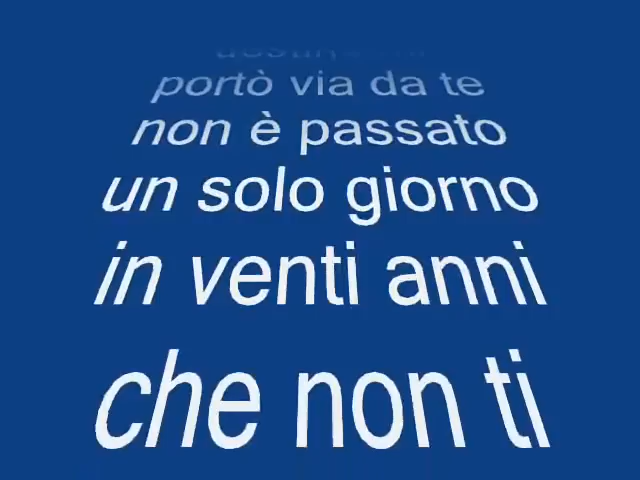 portò via da te
non è passato
un solo giorno
in venti anni
che non ti